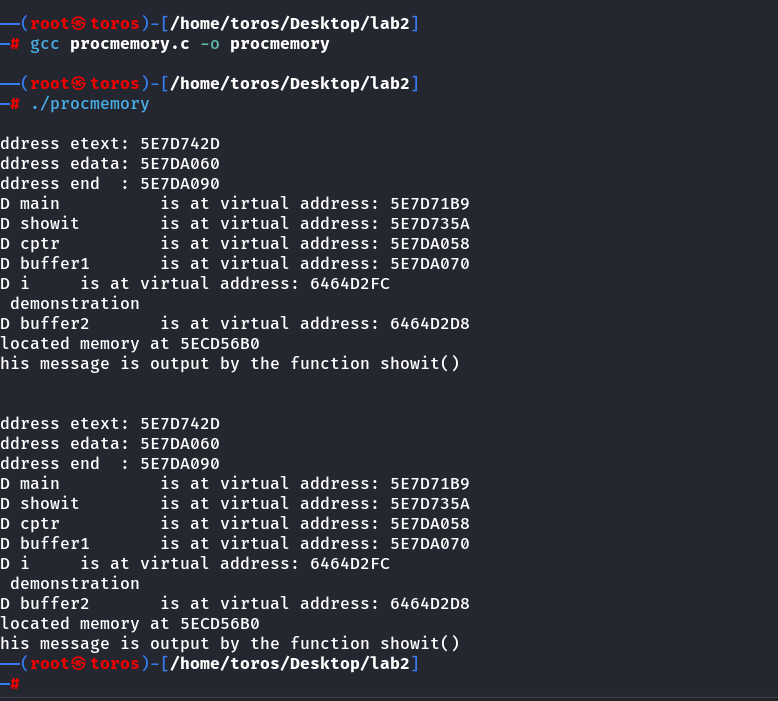 ──(root㉿toros)-[/home/toros/Desktop/lab2]
─# gcc procmemory.c -o procmemory
──(root㉿toros)-[/home/toros/Desktop/lab2]
─# ./procmemory
ddress etext: 5E7D742D
ddress edata: 5E7DA060
ddress end  : 5E7DA090
D main          is at virtual address: 5E7D71B9
D showit        is at virtual address: 5E7D735A
D cptr          is at virtual address: 5E7DA058
D buffer1       is at virtual address: 5E7DA070
D i     is at virtual address: 6464D2FC
 demonstration
D buffer2       is at virtual address: 6464D2D8
located memory at 5ECD56B0
his message is output by the function showit()
ddress etext: 5E7D742D
ddress edata: 5E7DA060
ddress end  : 5E7DA090
D main          is at virtual address: 5E7D71B9
D showit        is at virtual address: 5E7D735A
D cptr          is at virtual address: 5E7DA058
D buffer1       is at virtual address: 5E7DA070
D i     is at virtual address: 6464D2FC
 demonstration
D buffer2       is at virtual address: 6464D2D8
located memory at 5ECD56B0
his message is output by the function showit()
──(root㉿toros)-[/home/toros/Desktop/lab2]
─#